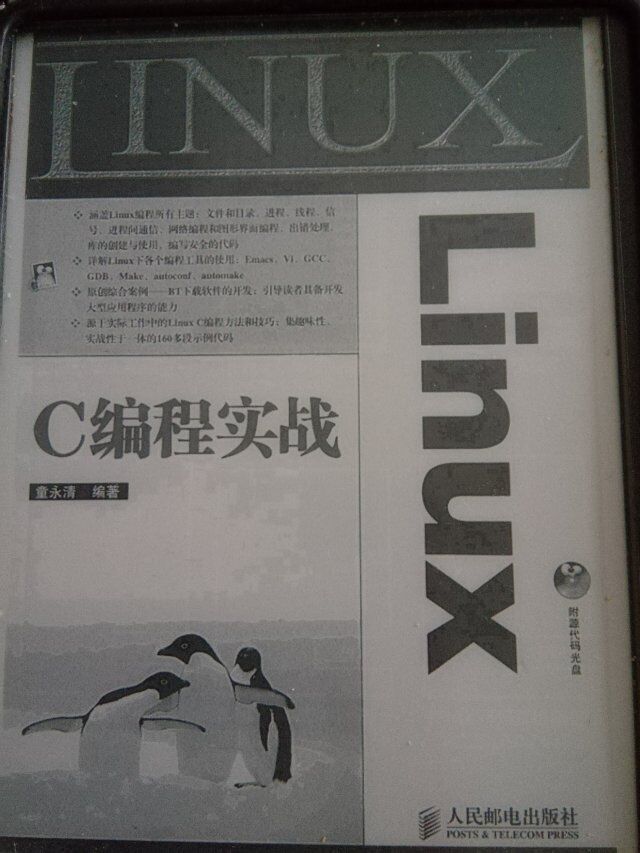 LINUX
❖ 涵盖Linux编程所有主题：文件和目录、进程、线程、信
号、进程间通信、网络编程和图形界面编程、出错处理、
库的创建与使用、编写安全的代码
❖ 详解Linux下各个编程工具的使用：Emacs、Vi、GCC、
GDB、Make、autoconf、automake
❖ 原创综合案例——BT下载软件的开发；引导读者具备开发
大型应用程序的能力
❖ 源于实际工作中的Linux C编程方法和技巧；集趣味性、
实战性于一体的160多段示例代码
Linux
C编程实战
童永清 编著
附源代码光盘
人民邮电出版社
POSTS & TELECOM PRESS